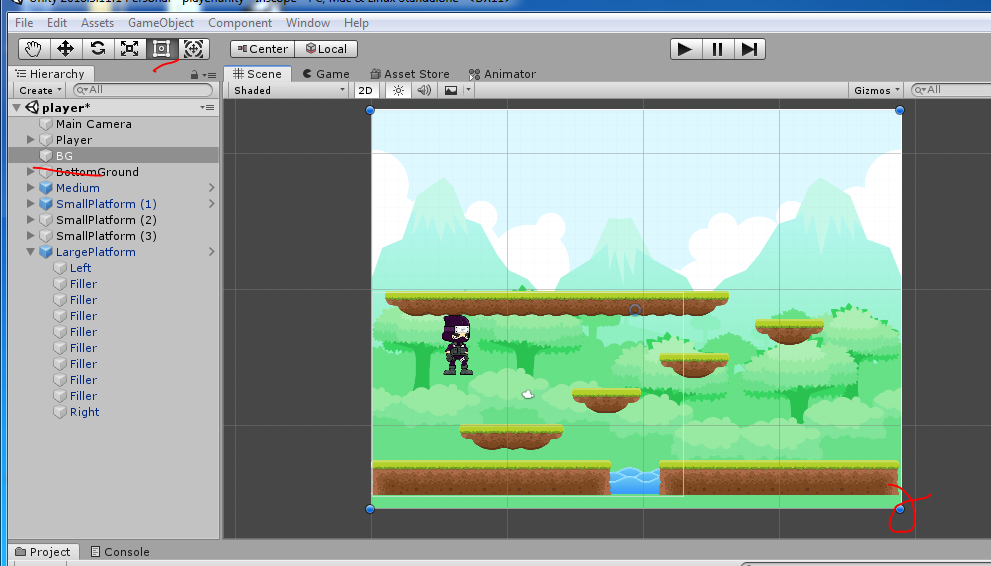 File Edit Assets GameObject Component Window Help
Center Local
Hierarchy
Scene Game Asset Store Animator
Create All
Shaded 2D Gizmos All
player*
Main Camera
Player
BG
BottomGround
Medium
SmallPlatform (1)
SmallPlatform (2)
SmallPlatform (3)
LargePlatform
Left
Filler
Filler
Filler
Filler
Filler
Filler
Filler
Filler
Right
Project Console